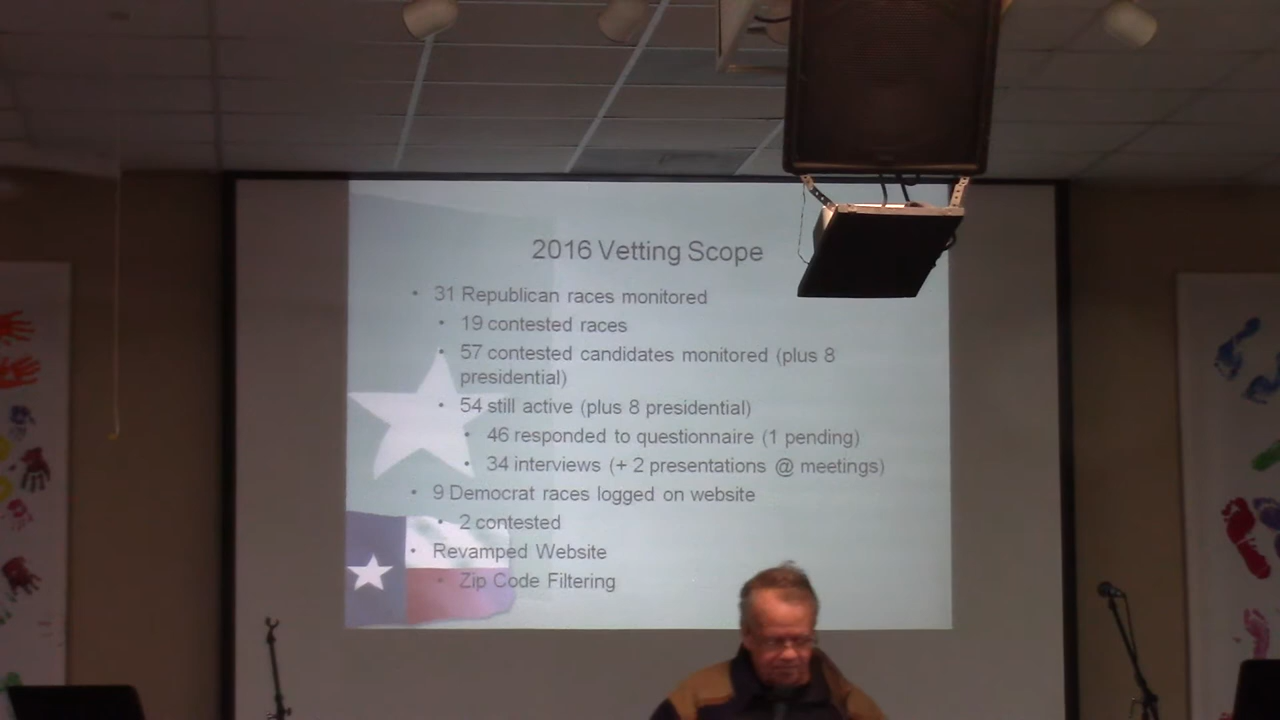 2016 Vetting Scope
• 31 Republican races monitored
• 19 contested races
• 57 contested candidates monitored (plus 8
presidential)
• 54 still active (plus 8 presidential)
• 46 responded to questionnaire (1 pending)
• 34 interviews (+ 2 presentations @ meetings)
• 9 Democrat races logged on website
• 2 contested
• Revamped Website
• Zip Code Filtering